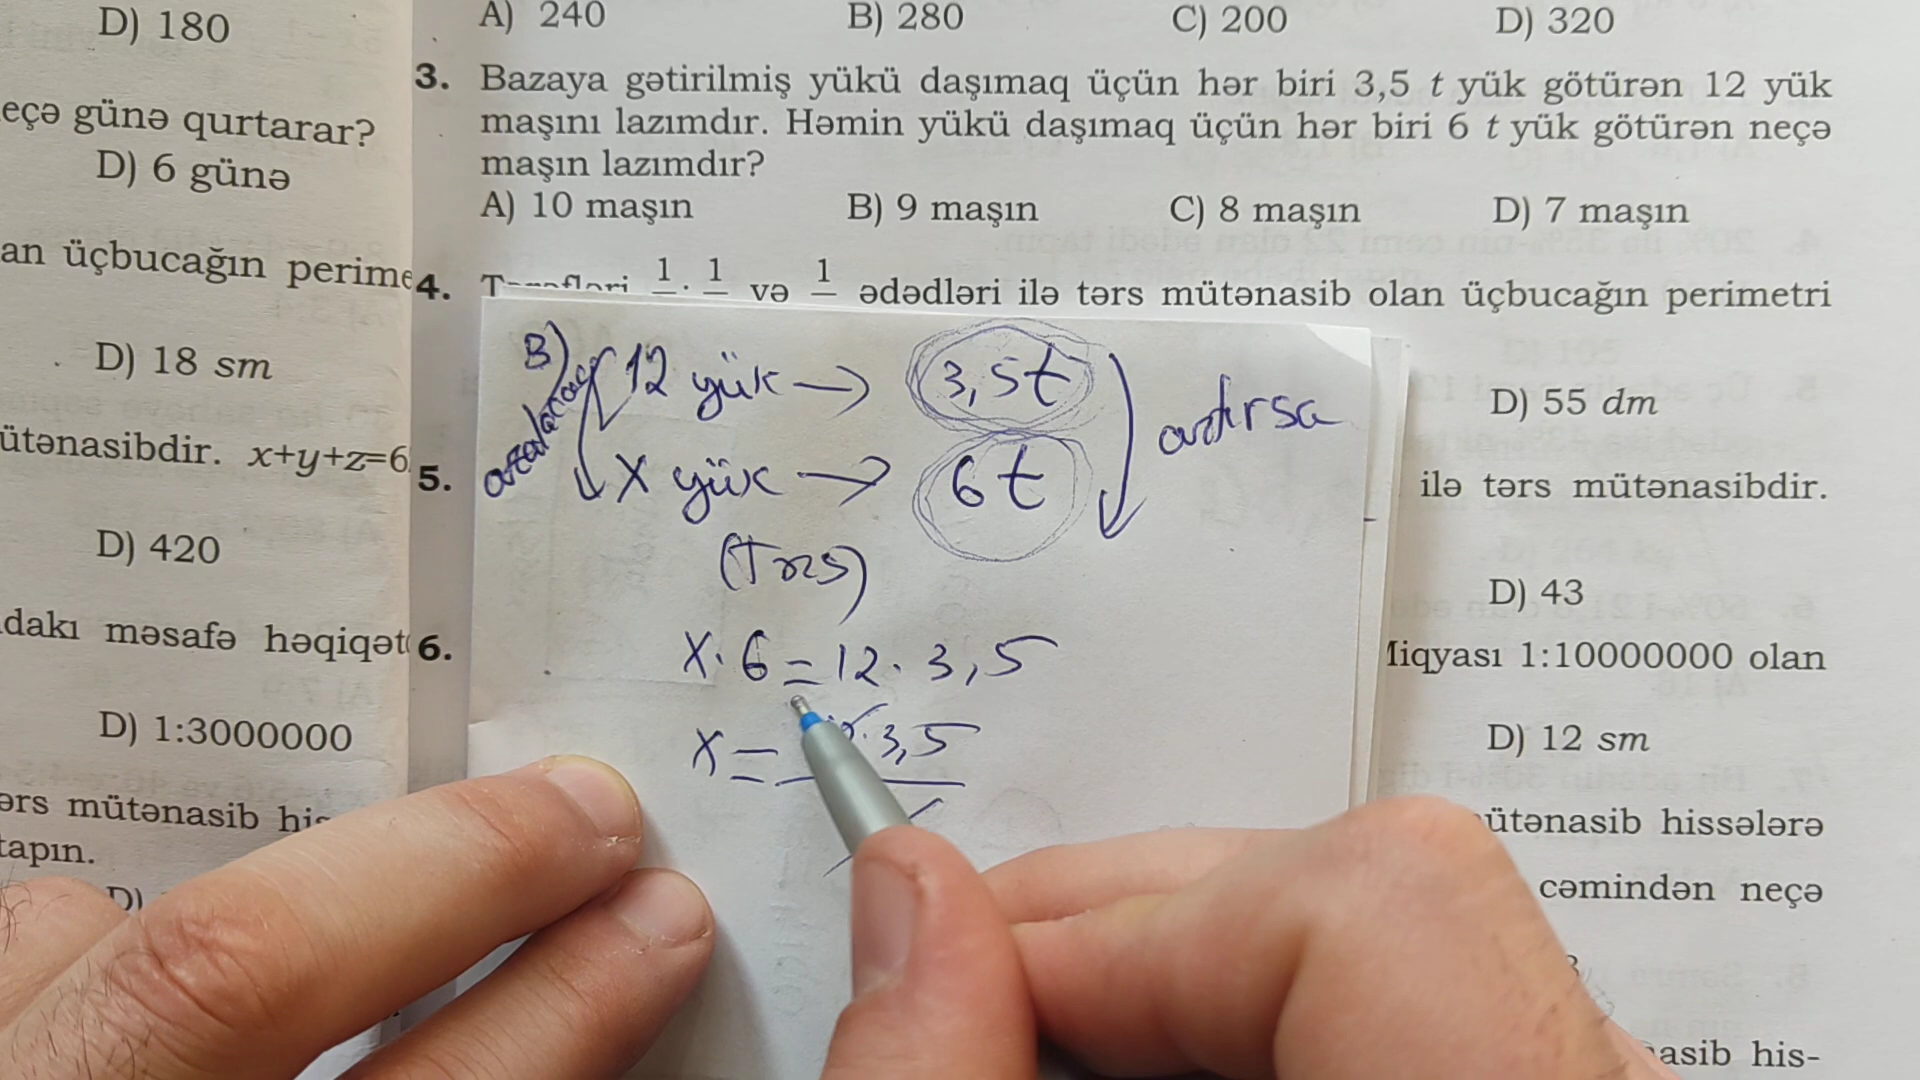 D) 180
eçə günə qurtarar?
D) 6 günə
an üçbucağın perime
D) 18 sm
ütənasibdir. x+y+z=6
D) 420
dakı məsafə həqiqət
D) 1:3000000
ərs mütənasib his
tapın.
D)
A) 240 B) 280 C) 200 D) 320
3. Bazaya gətirilmiş yükü daşımaq üçün hər biri 3,5 t yük götürən 12 yük
maşını lazımdır. Həmin yükü daşımaq üçün hər biri 6 t yük götürən neçə
maşın lazımdır?
A) 10 maşın B) 9 maşın C) 8 maşın D) 7 maşın
4. 1 1 və 1 ədədləri ilə tərs mütənasib olan üçbucağın perimetri
D) 55 dm
5. ilə tərs mütənasibdir.
D) 43
6. Miqyası 1:10000000 olan
D) 12 sm
ütənasib hissələrə
cəmindən neçə
asib his-
B) 12 yük → 3,5t
artırsa
x yük → 6t
(Tərs)
x · 6 = 12 · 3,5
x = 3,5